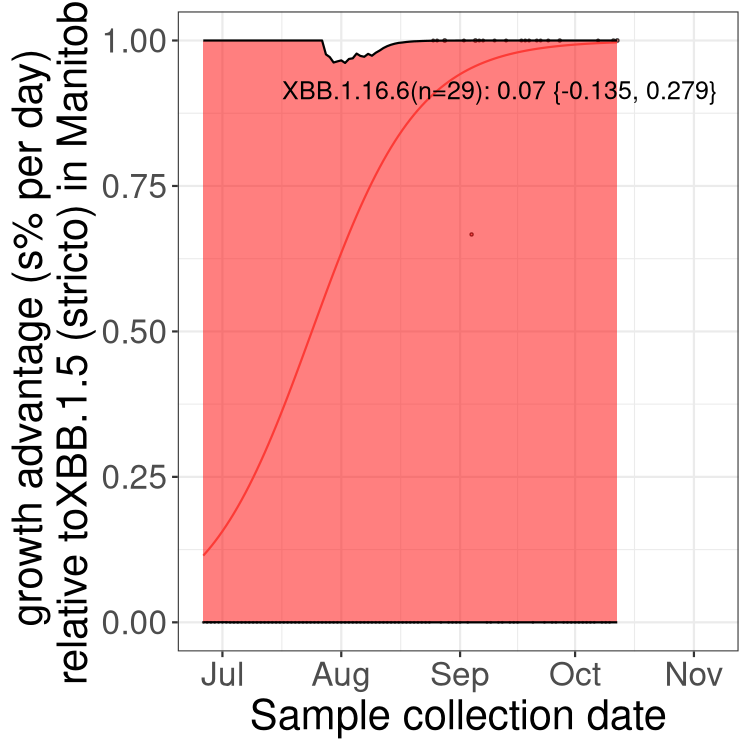 growth advantage (s% per day)
relative toXBB.1.5 (stricto) in Manitob
1.00
0.75
0.50
0.25
0.00
XBB.1.16.6(n=29): 0.07 {-0.135, 0.279}
Jul Aug Sep Oct Nov
Sample collection date